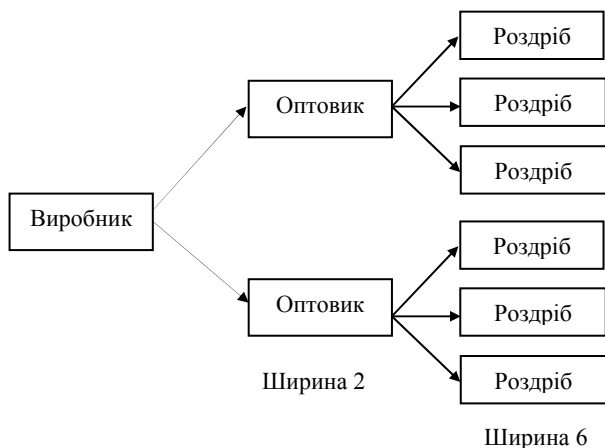 Роздріб
Оптовик
Роздріб
Роздріб
Виробник
Роздріб
Оптовик
Роздріб
Роздріб
Ширина 2
Ширина 6